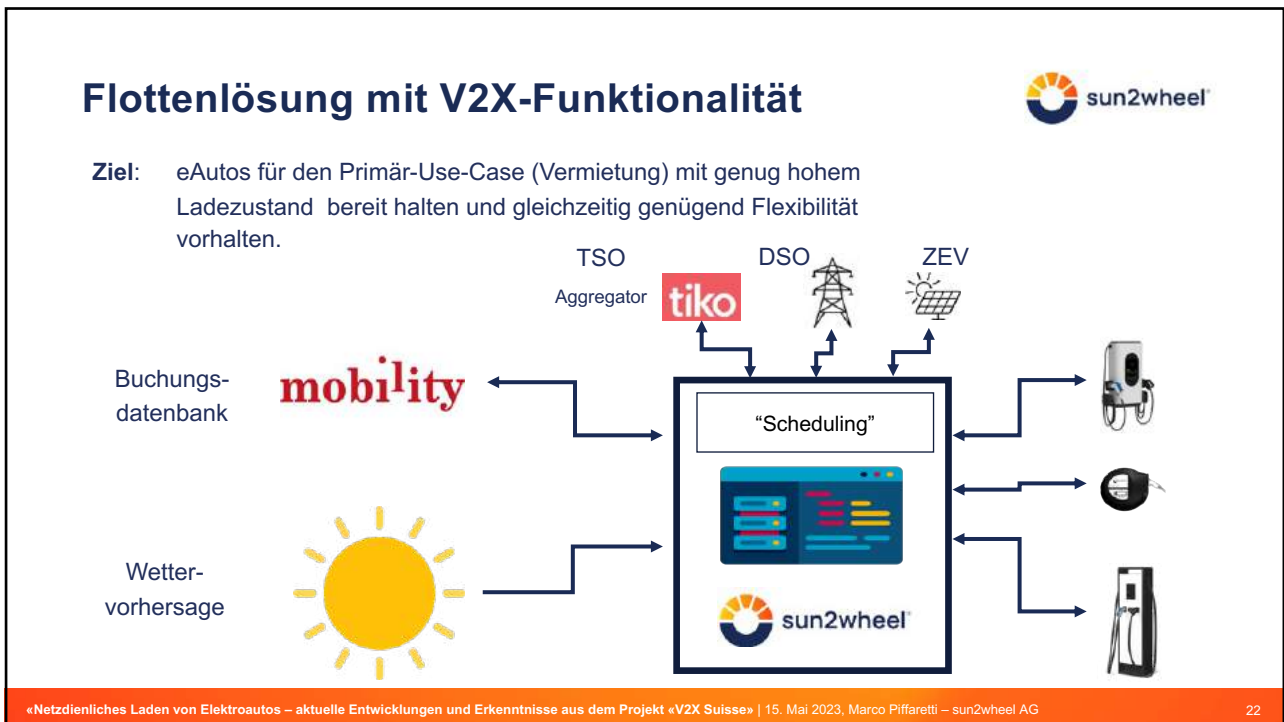 Flottenlösung mit V2X-Funktionalität
sun2wheel
Ziel: eAutos für den Primär-Use-Case (Vermietung) mit genug hohem
Ladezustand bereit halten und gleichzeitig genügend Flexibilität
vorhalten.
TSO
DSO
ZEV
Aggregator
tiko
Buchungs-
datenbank
mobility
"Scheduling"
Wetter-
vorhersage
sun2wheel
«Netzdienliches Laden von Elektroautos – aktuelle Entwicklungen und Erkenntnisse aus dem Projekt «V2X Suisse» | 15. Mai 2023, Marco Piffaretti – sun2wheel AG
22